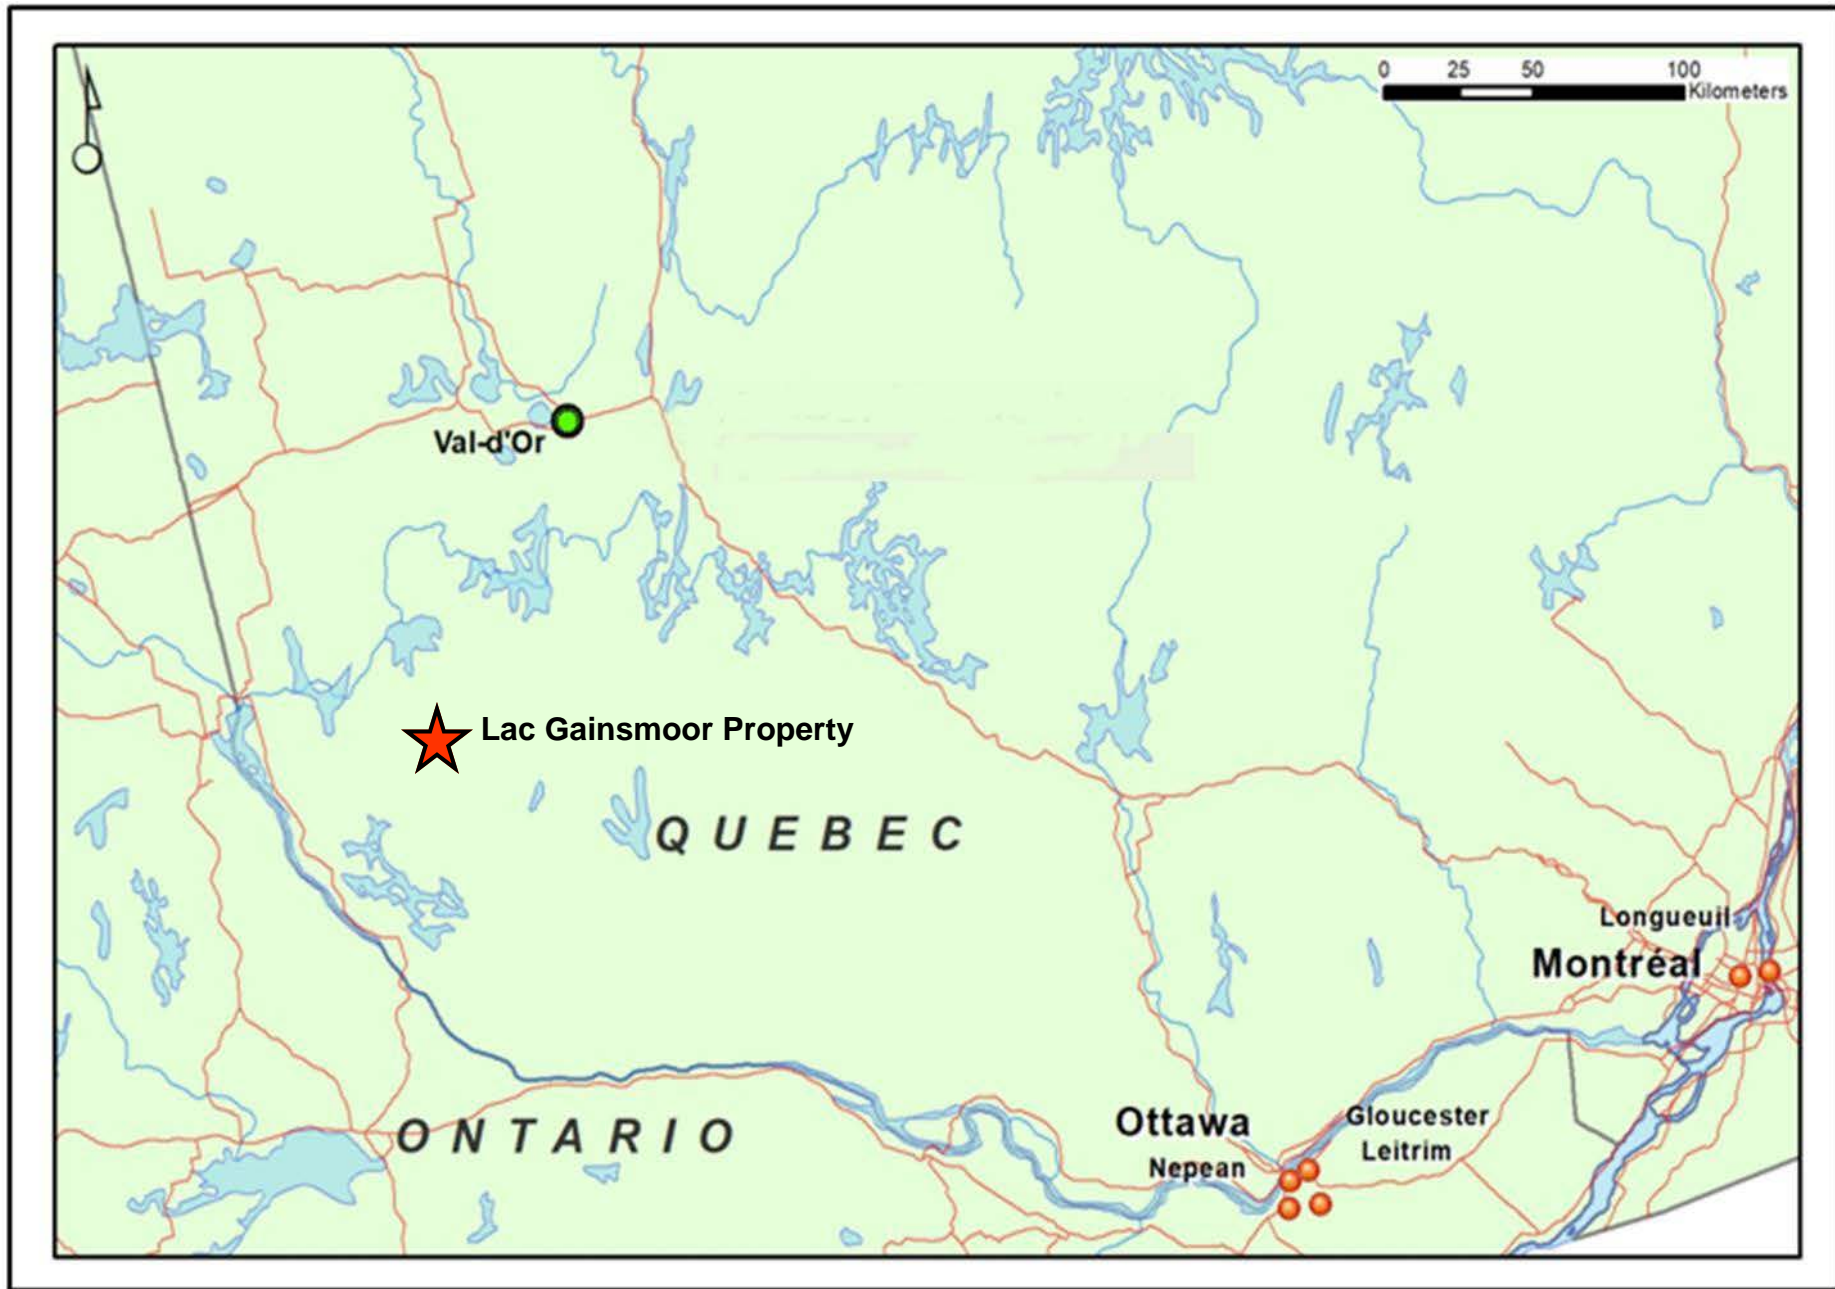 0 25 50 100
Kilometers
Val-d'Or
Lac Gainsmoor Property
QUEBEC
Longueuil
Montréal
ONTARIO
Ottawa
Gloucester
Nepean
Leitrim